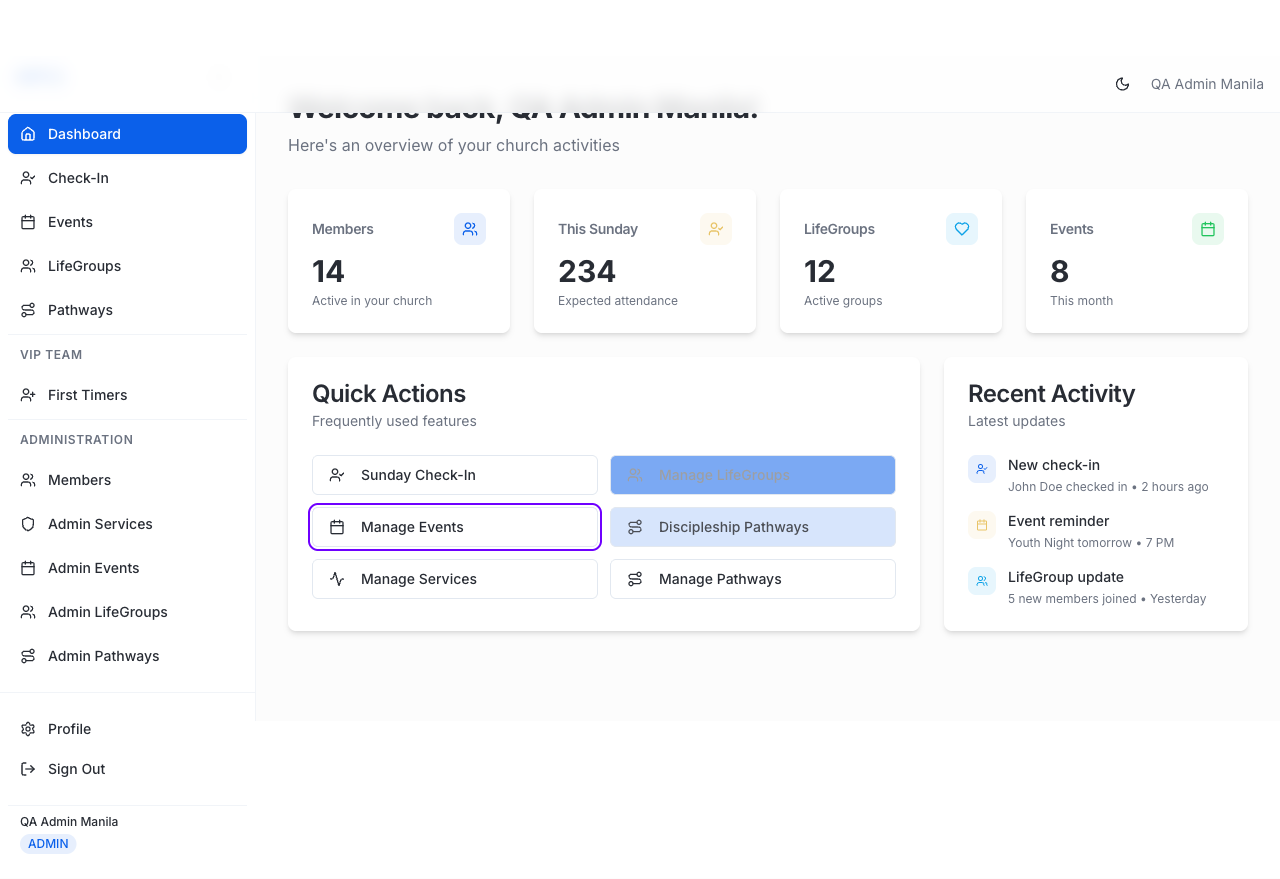 QA Admin Manila
Welcome back, QA Admin Manila!
Here's an overview of your church activities
Dashboard
Check-In
Events
LifeGroups
Pathways
VIP TEAM
First Timers
ADMINISTRATION
Members
Admin Services
Admin Events
Admin LifeGroups
Admin Pathways
Profile
Sign Out
QA Admin Manila
ADMIN
Members
14
Active in your church
This Sunday
234
Expected attendance
LifeGroups
12
Active groups
Events
8
This month
Quick Actions
Frequently used features
Sunday Check-In
Manage LifeGroups
Manage Events
Discipleship Pathways
Manage Services
Manage Pathways
Recent Activity
Latest updates
New check-in
John Doe checked in • 2 hours ago
Event reminder
Youth Night tomorrow • 7 PM
LifeGroup update
5 new members joined • Yesterday